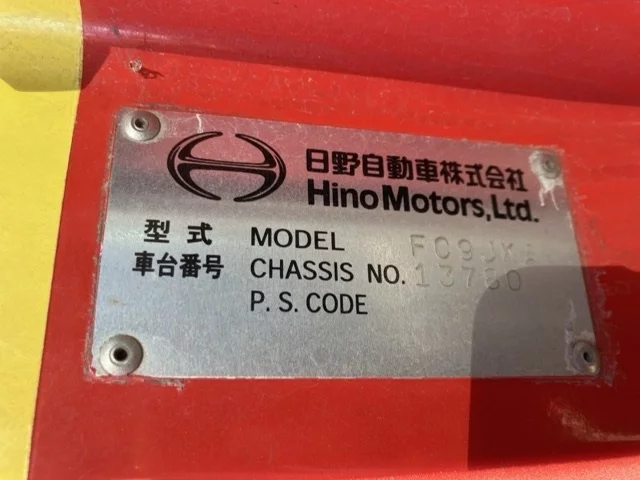 日野自動車株式会社
Hino Motors, Ltd.
型式 MODEL FC9JKA
車台番号 CHASSIS NO. 13780
P. S. CODE